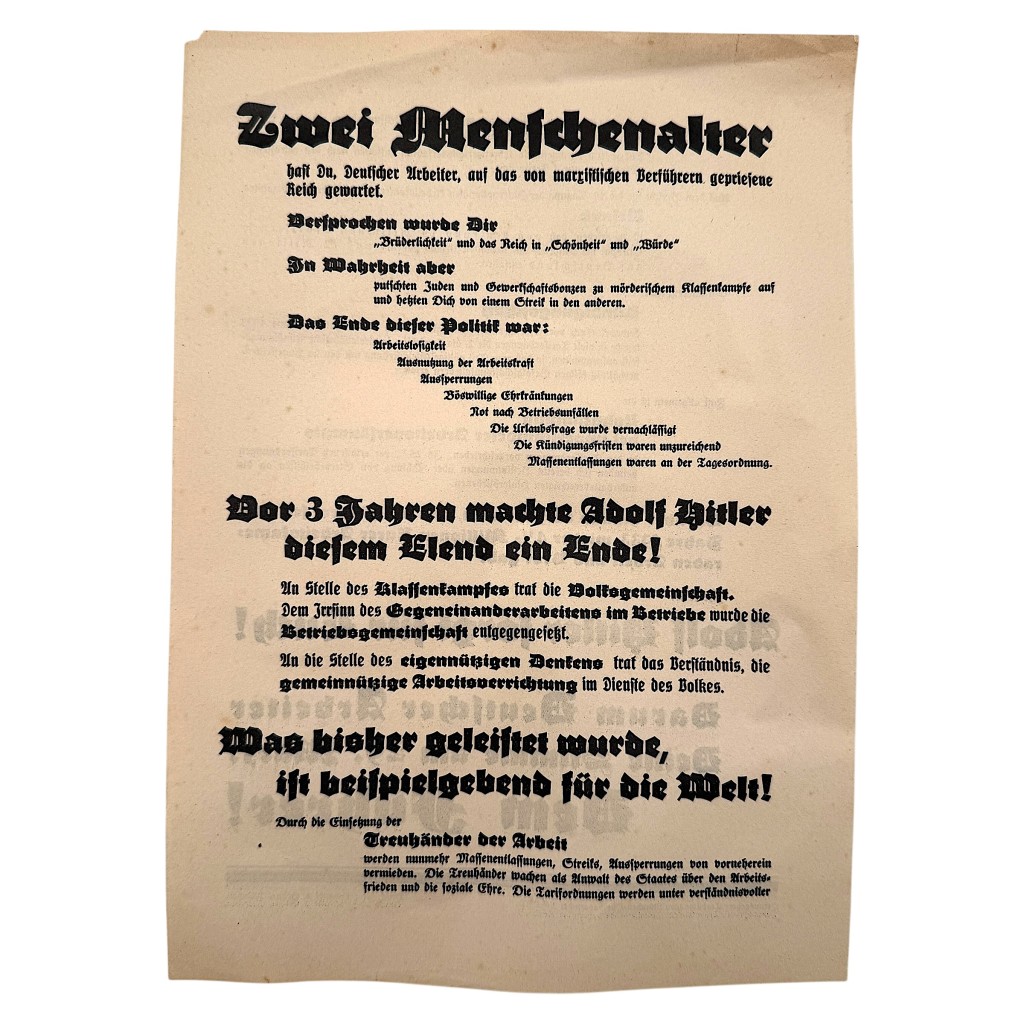 Zwei Menschenalter
hast Du, Deutscher Arbeiter, auf das von marxistischen Verführern gepriesene
Reich gewartet.
Versprochen wurde Dir
„Brüderlichkeit“ und das Reich in „Schönheit“ und „Würde“
In Wahrheit aber
putschten Juden und Gewerkschaftsbonzen zu mörderischem Klassenkampfe auf
und hetzten Dich von einem Streik in den anderen.
Das Ende dieser Politik war:
Arbeitslosigkeit
Ausnutzung der Arbeitskraft
Aussperrungen
Böswillige Ehrkränkungen
Not nach Betriebsunfällen
Die Urlaubsfrage wurde vernachlässigt
Die Kündigungsfristen waren unzureichend
Massenentlassungen waren an der Tagesordnung.
Vor 3 Jahren machte Adolf Hitler
diesem Elend ein Ende!
An Stelle des Klassenkampfes trat die Volksgemeinschaft.
Dem Irrsinn des Gegeneinanderarbeitens im Betriebe wurde die
Betriebsgemeinschaft entgegengesetzt.
An die Stelle des eigennützigen Denkens trat das Verständnis, die
gemeinnützige Arbeitsverrichtung im Dienste des Volkes.
Was bisher geleistet wurde,
ist beispielgebend für die Welt!
Durch die Einsetzung der
Treuhänder der Arbeit
werden nunmehr Massenentlassungen, Streiks, Aussperrungen von vorneherein
vermieden. Die Treuhänder wachen als Anwalt des Staates über den Arbeits-
frieden und die soziale Ehre. Die Tarifordnungen werden unter verständnisvoller